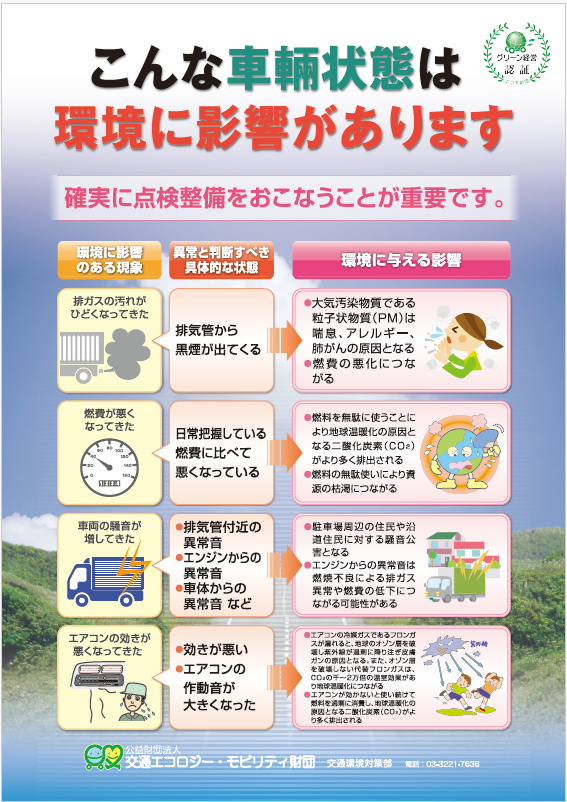 グリーン経営
認証
エコモ財団
こんな車輛状態は
環境に影響があります
確実に点検整備をおこなうことが重要です。
環境に影響
のある現象
異常と判断すべき
具体的な状態
環境に与える影響
排ガスの汚れが
ひどくなってきた
排気管から
黒煙が出てくる
●大気汚染物質である
粒子状物質(PM)は
喘息、アレルギー、
肺がんの原因となる
●燃費の悪化につな
がる
燃費が悪く
なってきた
日常把握している
燃費に比べて
悪くなっている
●燃料を無駄に使うことに
より地球温暖化の原因と
なる二酸化炭素(CO₂)
がより多く排出される
●燃料の無駄使いにより資
源の枯渇につながる
車両の騒音が
増してきた
●排気管付近の
異常音
●エンジンからの
異常音
●車体からの
異常音 など
●駐車場周辺の住民や沿
道住民に対する騒音公
害となる
●エンジンからの異常音は
燃焼不良による排ガス
異常や燃費の低下につ
ながる可能性がある
エアコンの効きが
悪くなってきた
●効きが悪い
●エアコンの
作動音が
大きくなった
●エアコンの冷媒ガスであるフロンガ
スが漏れると、地球のオゾン層を破
壊し紫外線が過剰に降り注ぎ皮膚
ガンの原因となる。また、オゾン層
を破壊しない代替フロンガスは、
CO₂の千〜2万倍の温室効果があ
り地球温暖化につながる
●エアコンが効かないと使い続けて
燃料を過剰に消費し、地球温暖化の
原因となる二酸化炭素(CO₂)がよ
り多く排出される
紫外線
公益財団法人
交通エコロジー・モビリティ財団 交通環境対策部 電話:03-3221-7636